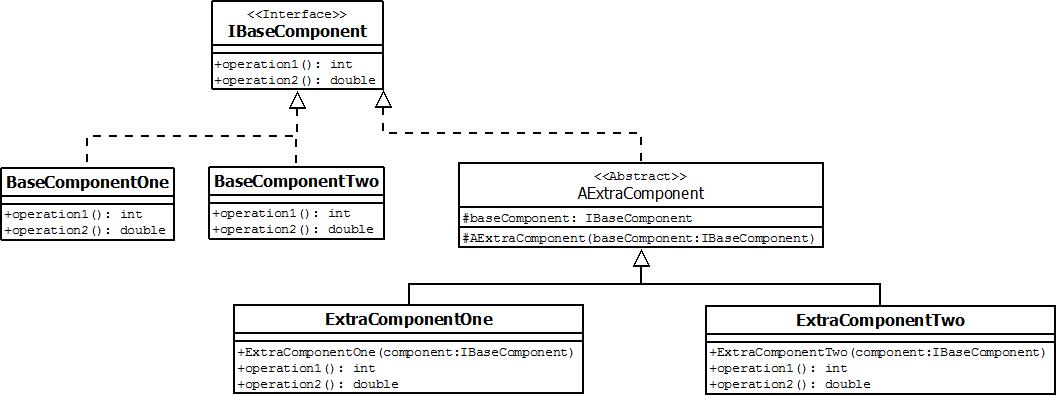 <<Interface>>
IBaseComponent
+operation1(): int
+operation2(): double
BaseComponentOne
+operation1(): int
+operation2(): double
BaseComponentTwo
+operation1(): int
+operation2(): double
<<Abstract>>
AExtraComponent
#baseComponent: IBaseComponent
#AExtraComponent(baseComponent:IBaseComponent)
ExtraComponentOne
+ExtraComponentOne(component:IBaseComponent)
+operation1(): int
+operation2(): double
ExtraComponentTwo
+ExtraComponentTwo(component:IBaseComponent)
+operation1(): int
+operation2(): double